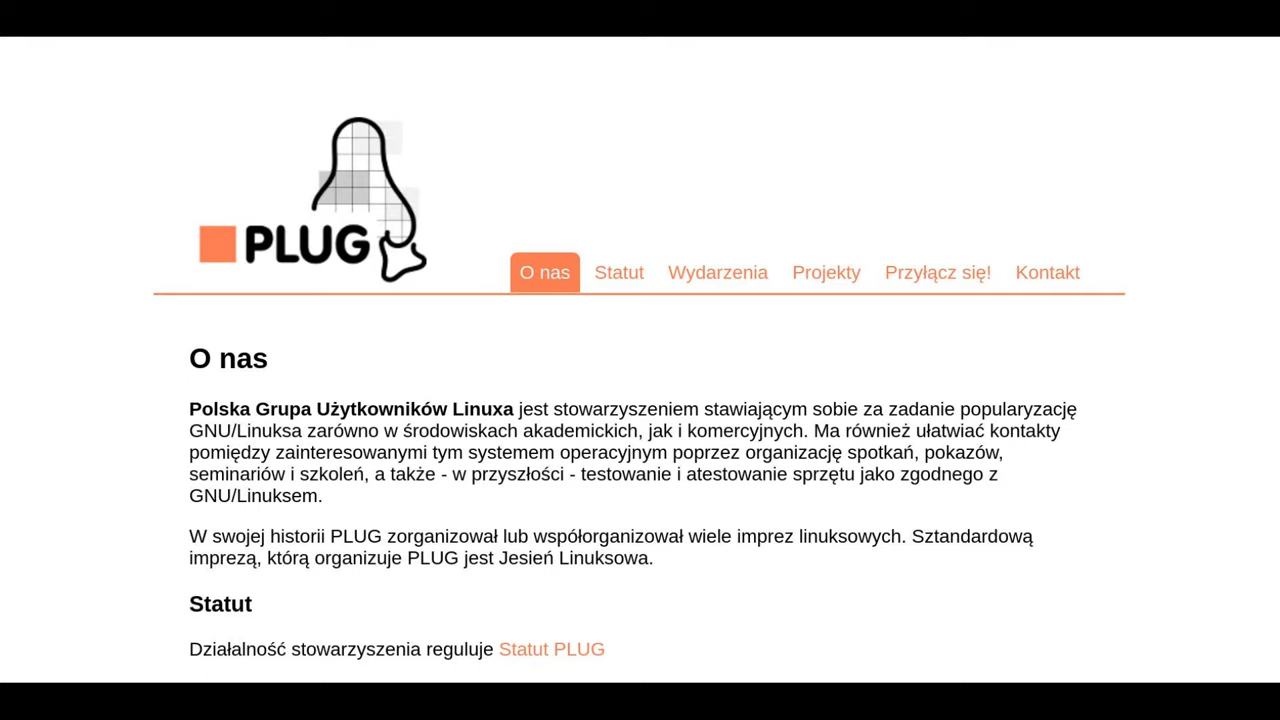 PLUG
O nas Statut Wydarzenia Projekty Przyłącz się! Kontakt
O nas
Polska Grupa Użytkowników Linuxa jest stowarzyszeniem stawiającym sobie za zadanie popularyzację
GNU/Linuksa zarówno w środowiskach akademickich, jak i komercyjnych. Ma również ułatwiać kontakty
pomiędzy zainteresowanymi tym systemem operacyjnym poprzez organizację spotkań, pokazów,
seminariów i szkoleń, a także - w przyszłości - testowanie i atestowanie sprzętu jako zgodnego z
GNU/Linuksem.
W swojej historii PLUG zorganizował lub współorganizował wiele imprez linuksowych. Sztandardową
imprezą, którą organizuje PLUG jest Jesień Linuksowa.
Statut
Działalność stowarzyszenia reguluje Statut PLUG